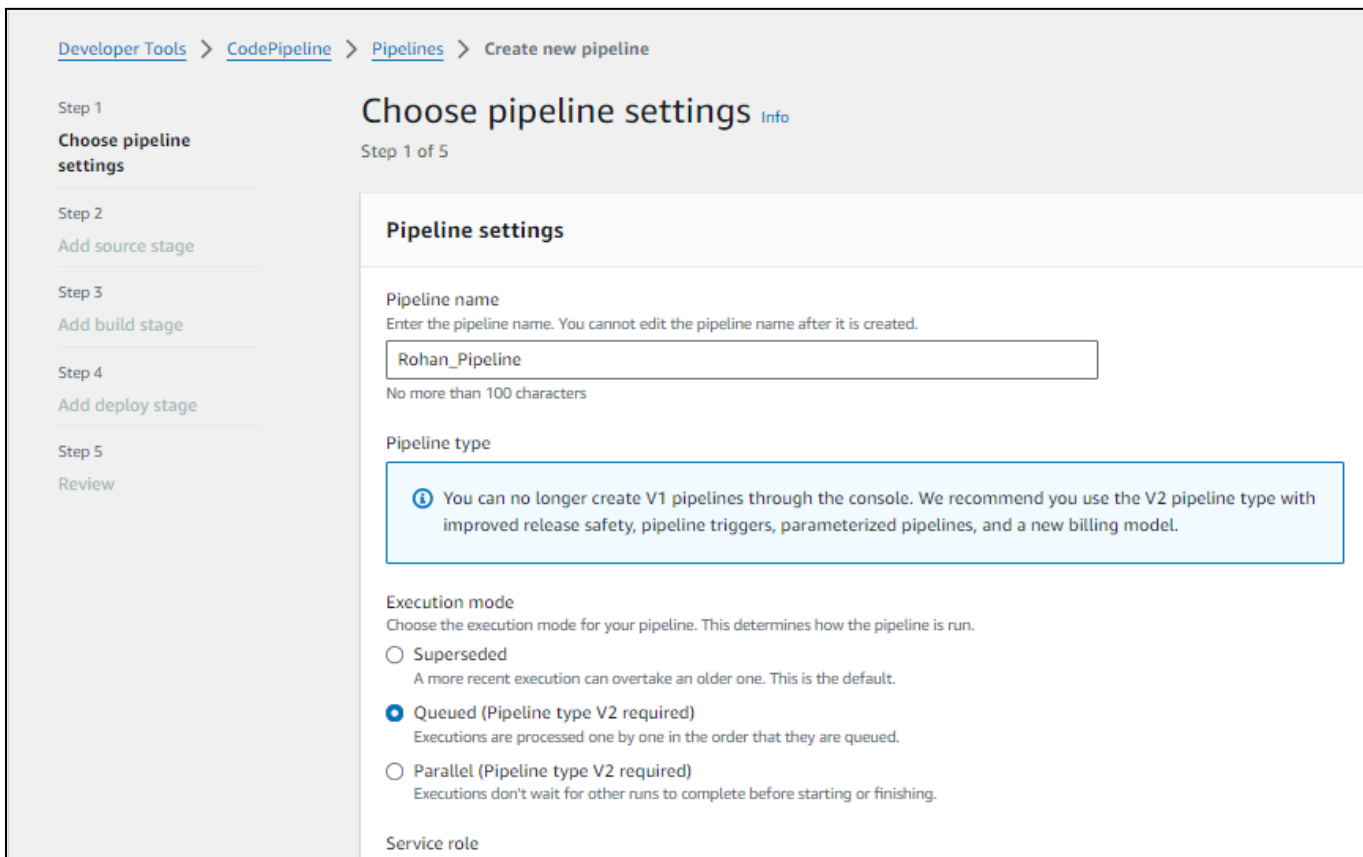 Developer Tools > CodePipeline > Pipelines > Create new pipeline
Step 1
Choose pipeline
settings
Step 2
Add source stage
Step 3
Add build stage
Step 4
Add deploy stage
Step 5
Review
Choose pipeline settings Info
Step 1 of 5
Pipeline settings
Pipeline name
Enter the pipeline name. You cannot edit the pipeline name after it is created.
Rohan_Pipeline
No more than 100 characters
Pipeline type
You can no longer create V1 pipelines through the console. We recommend you use the V2 pipeline type with
improved release safety, pipeline triggers, parameterized pipelines, and a new billing model.
Execution mode
Choose the execution mode for your pipeline. This determines how the pipeline is run.
Superseded
A more recent execution can overtake an older one. This is the default.
Queued (Pipeline type V2 required)
Executions are processed one by one in the order that they are queued.
Parallel (Pipeline type V2 required)
Executions don't wait for other runs to complete before starting or finishing.
Service role